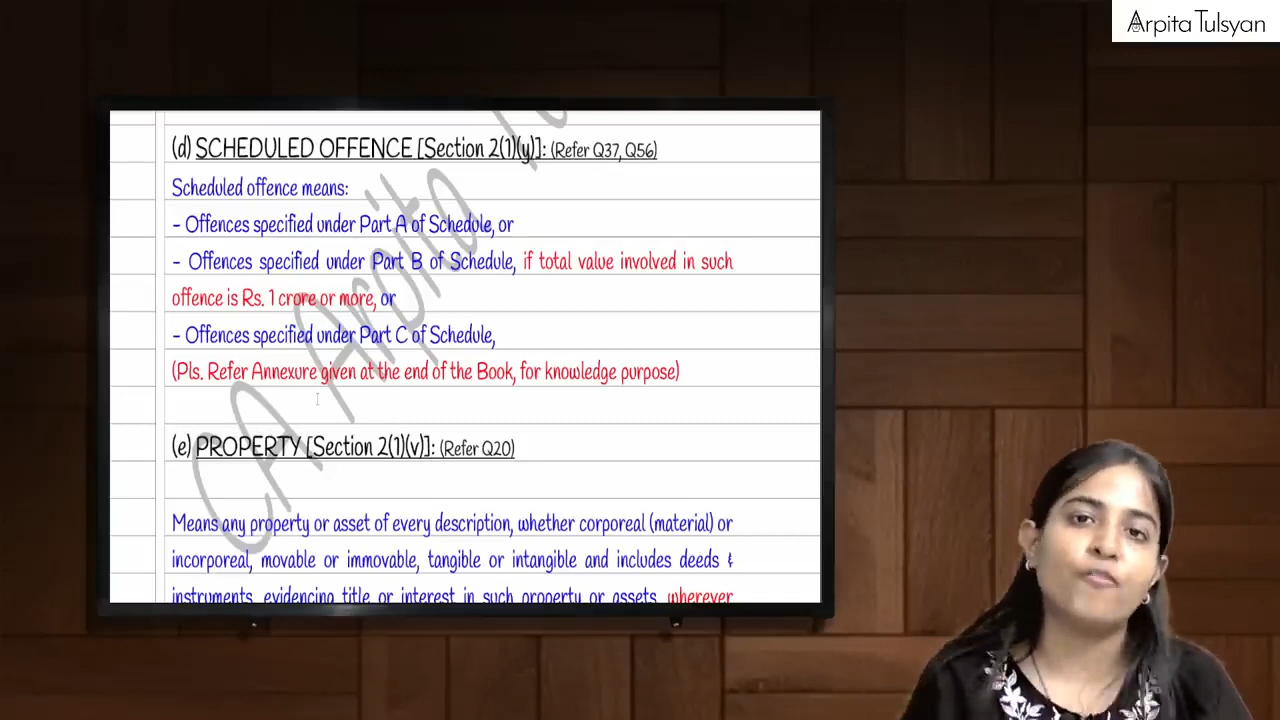 Arpita Tulsyan
(d) SCHEDULED OFFENCE [Section 2(1)(y)]: (Refer Q37, Q56)
Scheduled offence means:
- Offences specified under Part A of Schedule, or
- Offences specified under Part B of Schedule, if total value involved in such
offence is Rs. 1 crore or more, or
- Offences specified under Part C of Schedule,
(Pls. Refer Annexure given at the end of the Book, for knowledge purpose)
(e) PROPERTY [Section 2(1)(v)]: (Refer Q20)
Means any property or asset of every description, whether corporeal (material) or
incorporeal, movable or immovable, tangible or intangible and includes deeds &
instruments, evidencing title or interest in such property or assets, wherever
CA Arpita